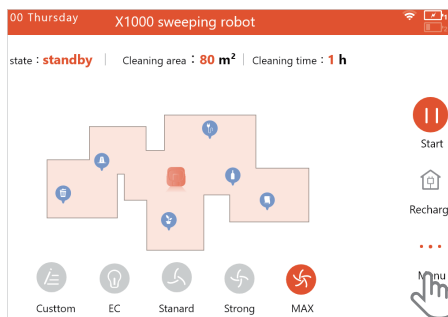 00 Thursday
X1000 sweeping robot
state : standby
Cleaning area : 80 m²
Cleaning time : 1 h
Start
Recharg
Menu
Custtom
EC
Stanard
Strong
MAX